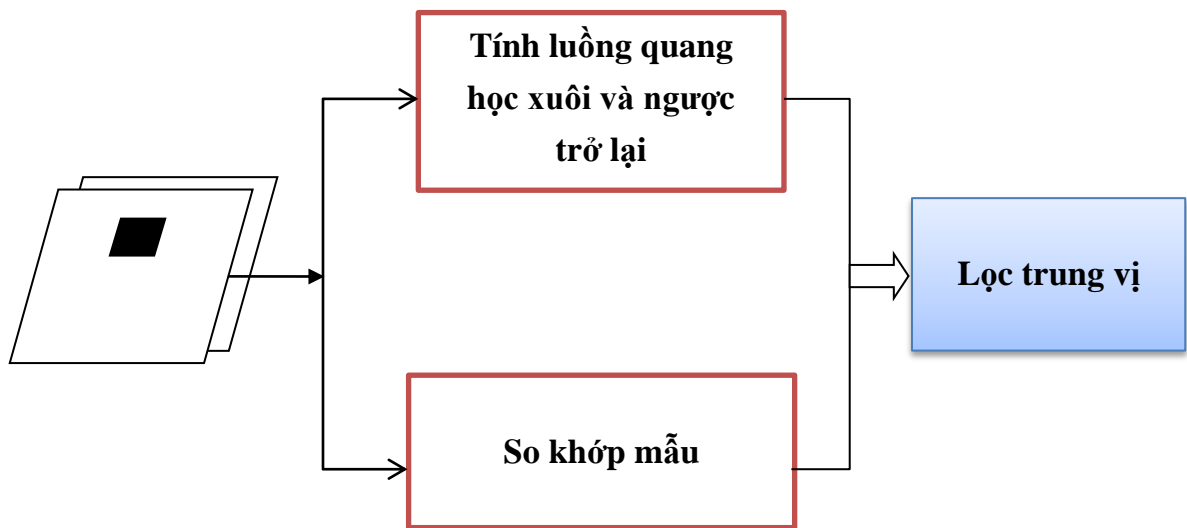 Tính luồng quang
học xuôi và ngược
trở lại
Lọc trung vị
So khớp mẫu